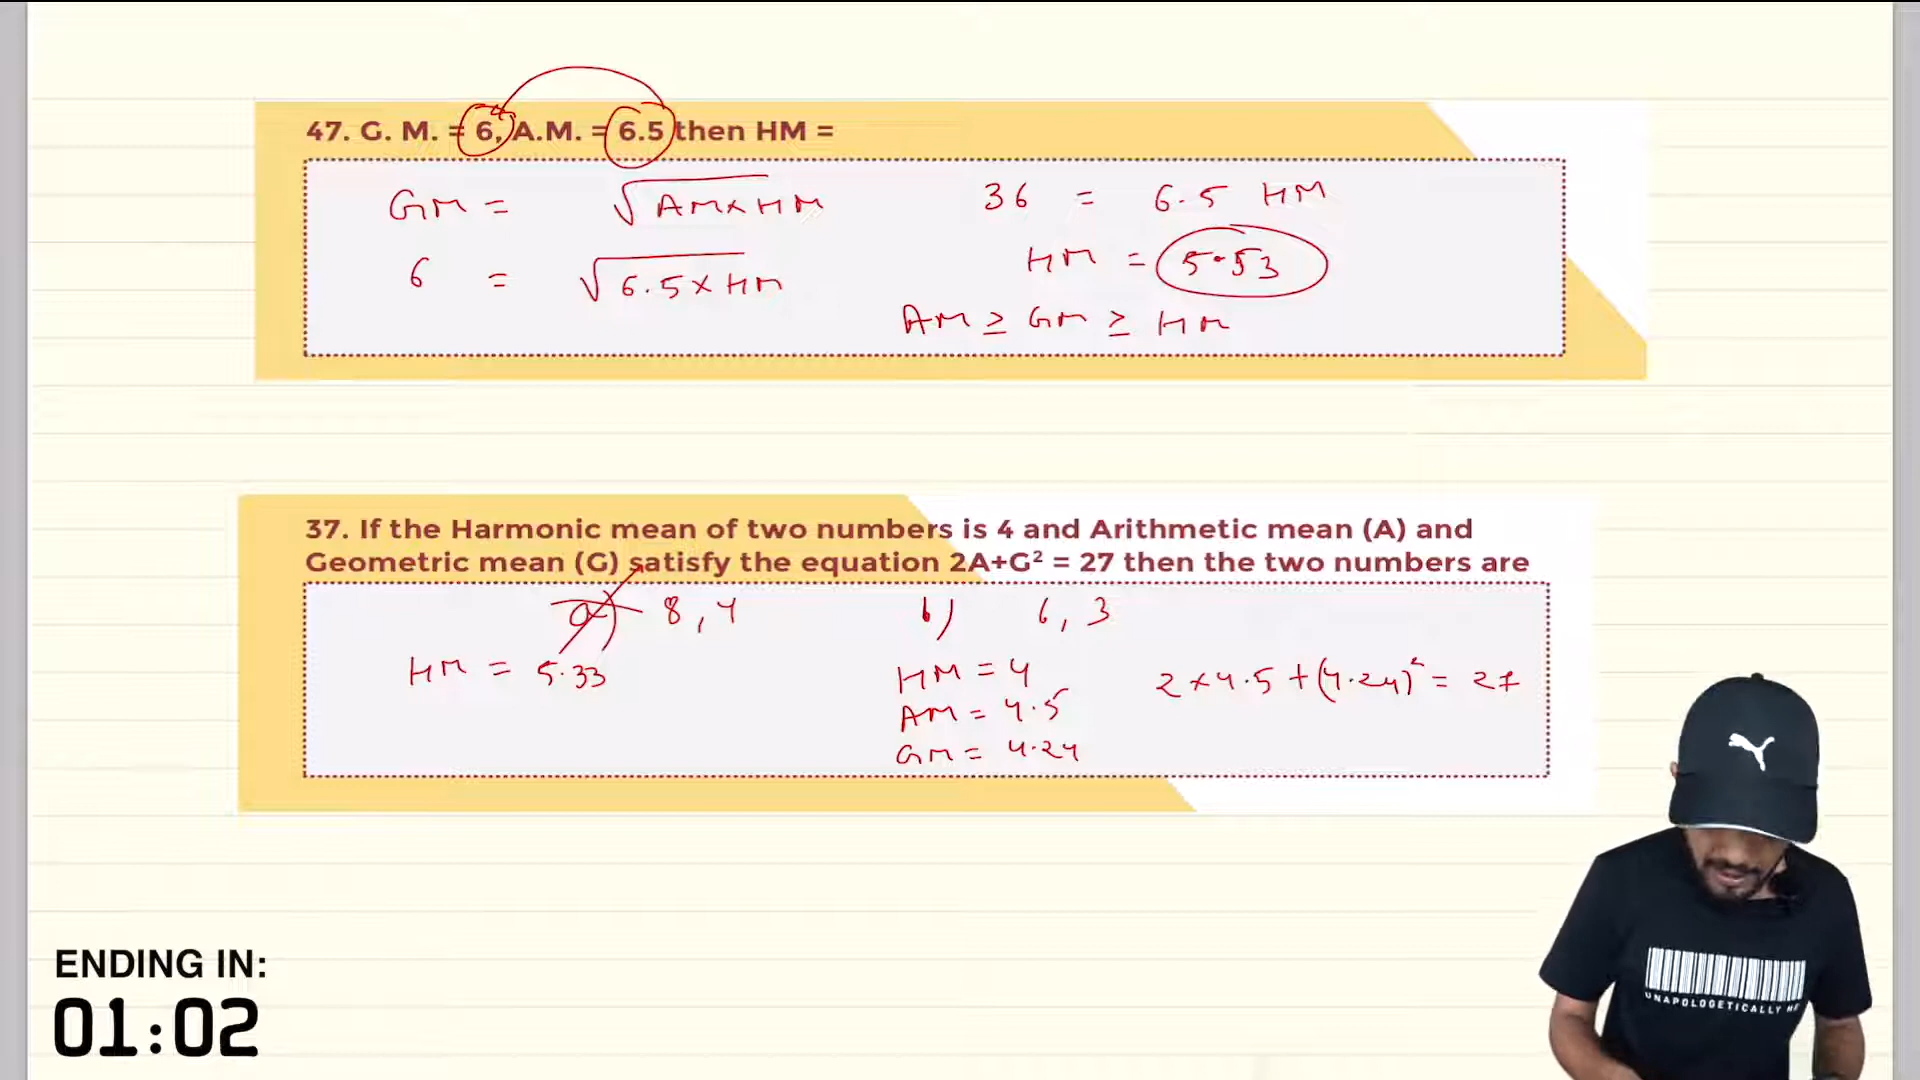 47. G. M. = 6, A.M. = 6.5 then HM =
GM = √AM×HM
6 = √6.5×HM
36 = 6.5 HM
HM = 5.53
AM ≥ GM ≥ HM
37. If the Harmonic mean of two numbers is 4 and Arithmetic mean (A) and
Geometric mean (G) satisfy the equation 2A+G² = 27 then the two numbers are
a) 8, 4
HM = 5.33
b) 6, 3
HM = 4
AM = 4.5
GM = 4.24
2×4.5+(4.24)² = 27
ENDING IN:
01:02
UNAPOLOGETICALLY